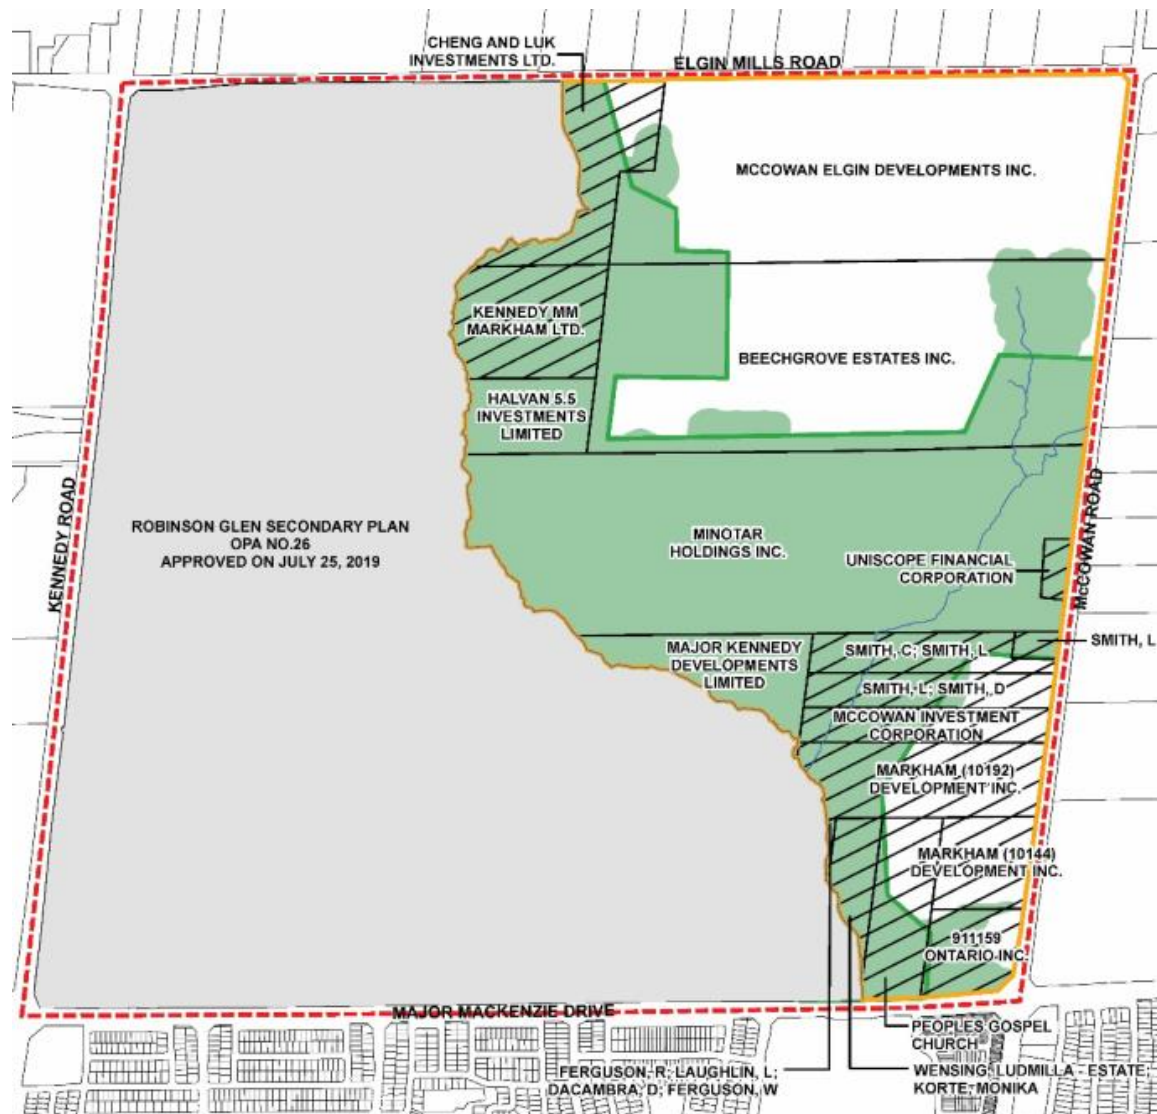 CHENG AND LUK
INVESTMENTS LTD.
ELGIN MILLS ROAD
MCCOWAN ELGIN DEVELOPMENTS INC.
KENNEDY MM
MARKHAM LTD.
BEECHGROVE ESTATES INC.
HALVAN 5.5
INVESTMENTS
LIMITED
KENNEDY ROAD
ROBINSON GLEN SECONDARY PLAN
OPA NO.26
APPROVED ON JULY 25, 2019
MINOTAR
HOLDINGS INC.
UNISCOPE FINANCIAL
CORPORATION
McCOWAN ROAD
MAJOR KENNEDY
DEVELOPMENTS
LIMITED
SMITH, C; SMITH, L
SMITH, L
SMITH, L; SMITH, D
MCCOWAN INVESTMENT
CORPORATION
MARKHAM (10192)
DEVELOPMENT INC.
MARKHAM (10144)
DEVELOPMENT INC.
911159
ONTARIO INC.
MAJOR MACKENZIE DRIVE
PEOPLES GOSPEL
CHURCH
FERGUSON, R; LAUGHLIN, L;
DACAMBRA, D; FERGUSON, W
WENSING, LUDMILLA - ESTATE;
KORTE, MONIKA